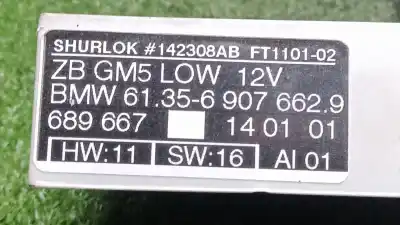 SHURLOK #142308AB FT1101-02
ZB GM5 LOW 12V
BMW 61.35-6 907 662.9
689 667 14 01 01
HW:11 SW:16 AI 01